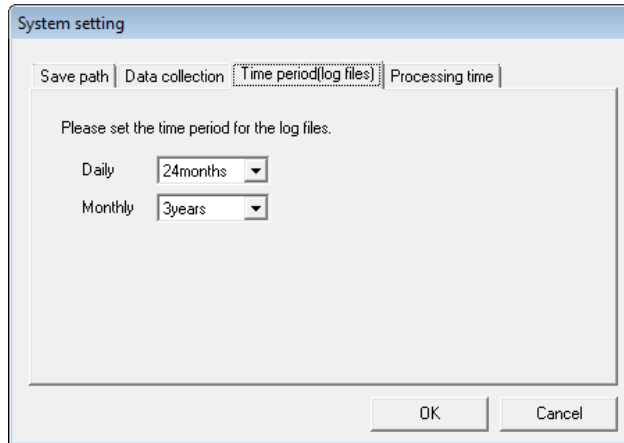 System setting
Save path Data collection Time period(log files) Processing time
Please set the time period for the log files.
Daily 24months
Monthly 3years
OK Cancel